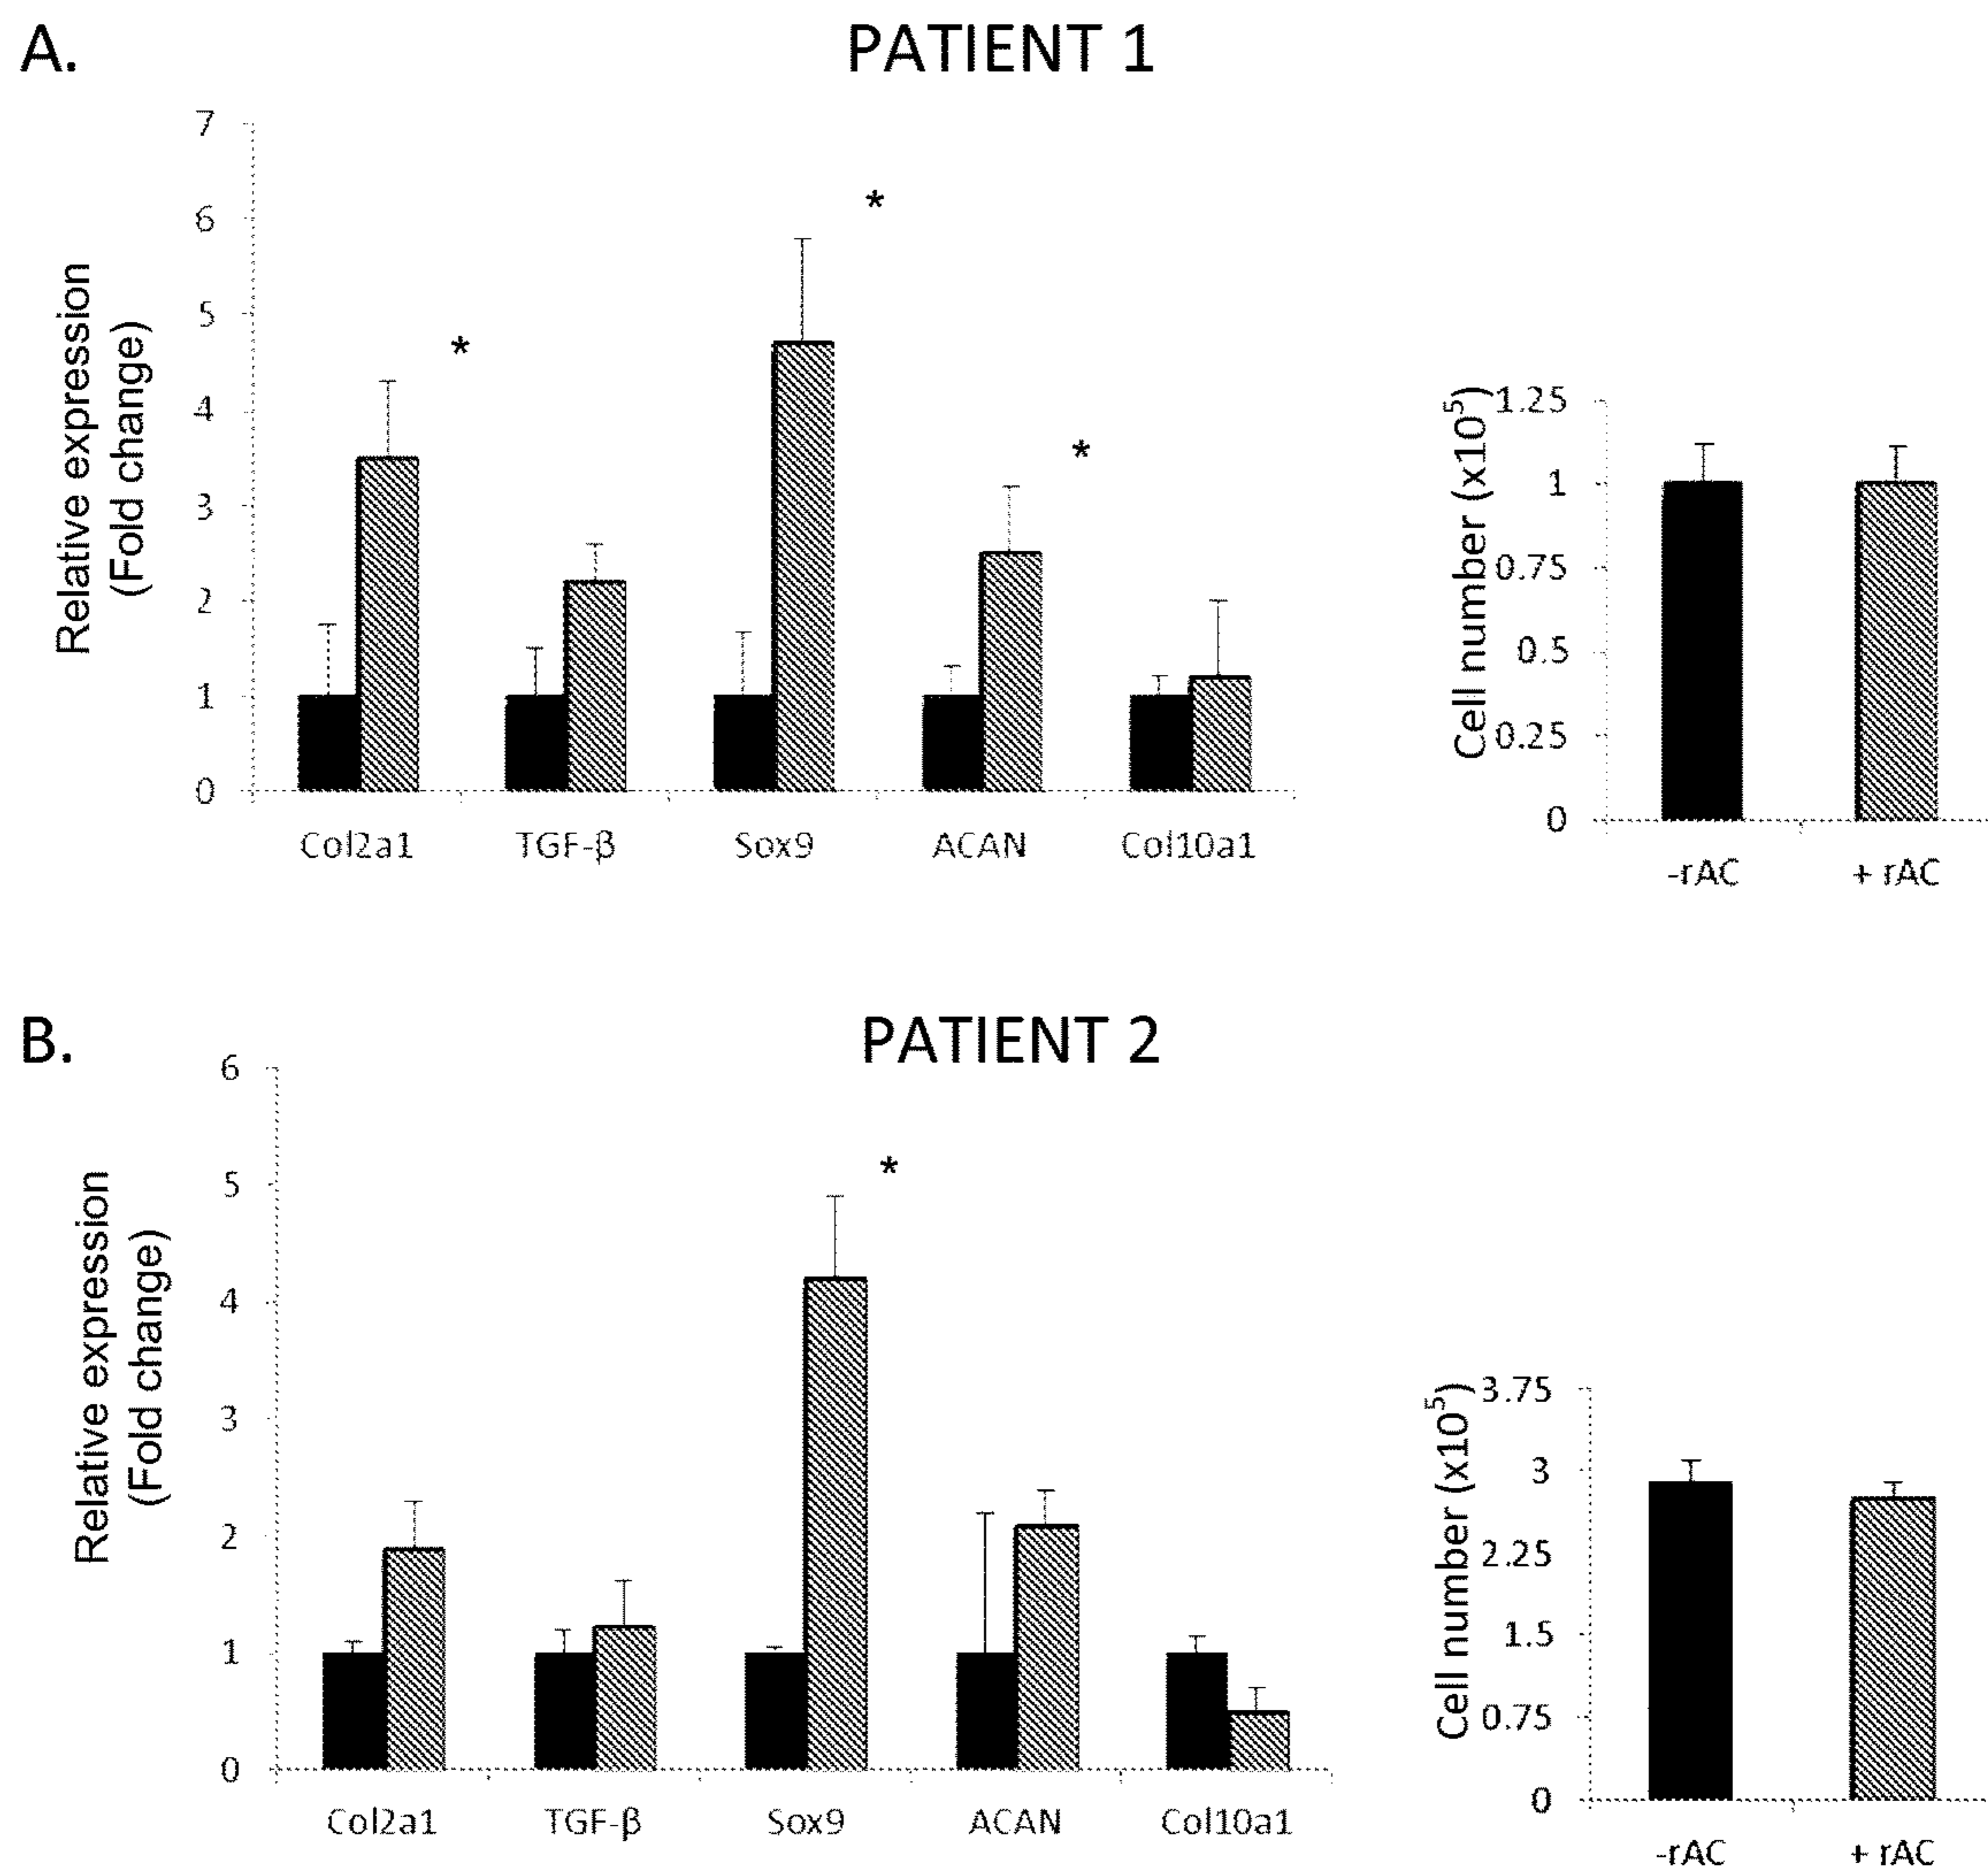 A.
PATIENT 1
Relative expression
(Fold change)
7
6
5
4
3
2
1
0
*
*
*
Col2a1 TGF-β Sox9 ACAN Col10a1
Cell number (x10⁵)
1.25
1
0.75
0.5
0.25
0
-rAC + rAC
B.
PATIENT 2
Relative expression
(Fold change)
6
5
4
3
2
1
0
*
Col2a1 TGF-β Sox9 ACAN Col10a1
Cell number (x10⁵)
3.75
3
2.25
1.5
0.75
0
-rAC + rAC